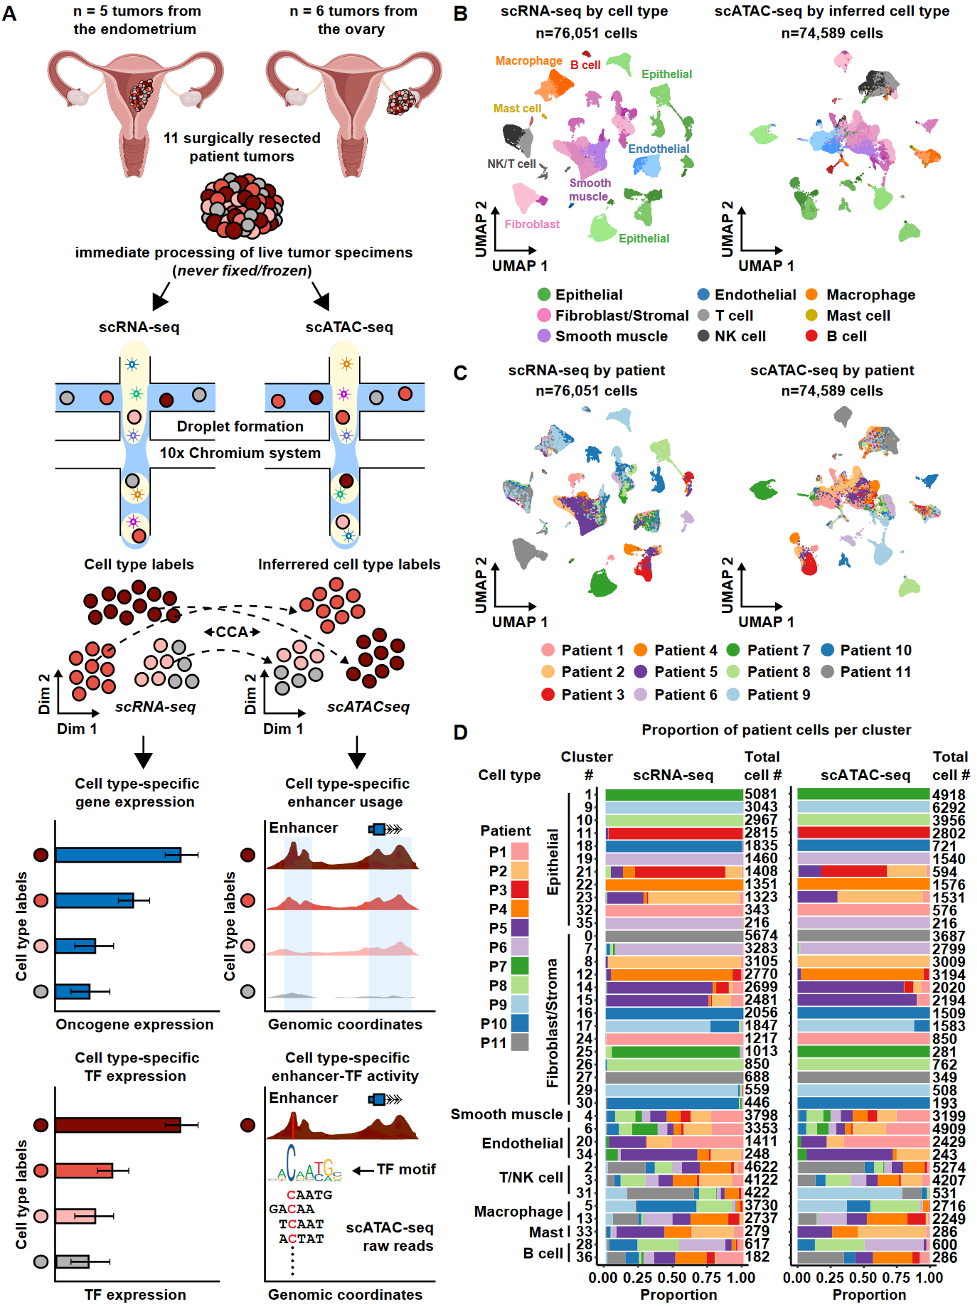 A
n = 5 tumors from
the endometrium
n = 6 tumors from
the ovary
11 surgically resected
patient tumors
immediate processing of live tumor specimens
(never fixed/frozen)
scRNA-seq
scATAC-seq
Droplet formation
10x Chromium system
Cell type labels
Inferrered cell type labels
CCA
Dim 2
Dim 1
scRNA-seq
Dim 2
Dim 1
scATACseq
Cell type-specific
gene expression
Cell type labels
Oncogene expression
Cell type-specific
enhancer usage
Enhancer
Cell type labels
Genomic coordinates
Cell type-specific
TF expression
Cell type labels
TF expression
Cell type-specific
enhancer-TF activity
Enhancer
TF motif
CAATG
GACAA
TCAAT
ACTAT
scATAC-seq
raw reads
Genomic coordinates
B
scRNA-seq by cell type
n=76,051 cells
scATAC-seq by inferred cell type
n=74,589 cells
Macrophage
B cell
Epithelial
Mast cell
NK/T cell
Endothelial
Smooth
muscle
Fibroblast
Epithelial
UMAP 2
UMAP 1
UMAP 2
UMAP 1
Epithelial
Endothelial
Macrophage
Fibroblast/Stromal
T cell
Mast cell
Smooth muscle
NK cell
B cell
C
scRNA-seq by patient
n=76,051 cells
scATAC-seq by patient
n=74,589 cells
UMAP 2
UMAP 1
UMAP 2
UMAP 1
Patient 1
Patient 4
Patient 7
Patient 10
Patient 2
Patient 5
Patient 8
Patient 11
Patient 3
Patient 6
Patient 9
D
Proportion of patient cells per cluster
Cell type
Cluster
#
scRNA-seq
Total
cell #
scATAC-seq
Total
cell #
Patient
P1
P2
P3
P4
P5
P6
P7
P8
P9
P10
P11
Epithelial
Fibroblast/Stroma
Smooth muscle
Endothelial
T/NK cell
Macrophage
Mast
B cell
1 5081 4918
9 3043 6292
10 2967 3956
11 2815 2802
18 1835 721
19 1460 1540
21 1408 594
22 1351 1576
23 1323 1531
32 343 576
35 216 216
0 5674 3687
7 3283 2799
8 3105 3009
12 2770 3194
14 2699 2020
15 2481 2194
16 2056 1509
17 1847 1583
24 1217 850
25 1013 281
26 850 762
27 688 349
29 559 508
30 446 193
4 3798 3199
6 3353 4909
20 1411 2429
34 248 243
2 4622 5274
3 4122 4207
31 422 531
5 3730 2716
13 2737 2249
33 279 286
28 617 600
36 182 286
0.00 0.25 0.50 0.75 1.00
Proportion
0.00 0.25 0.50 0.75 1.00
Proportion